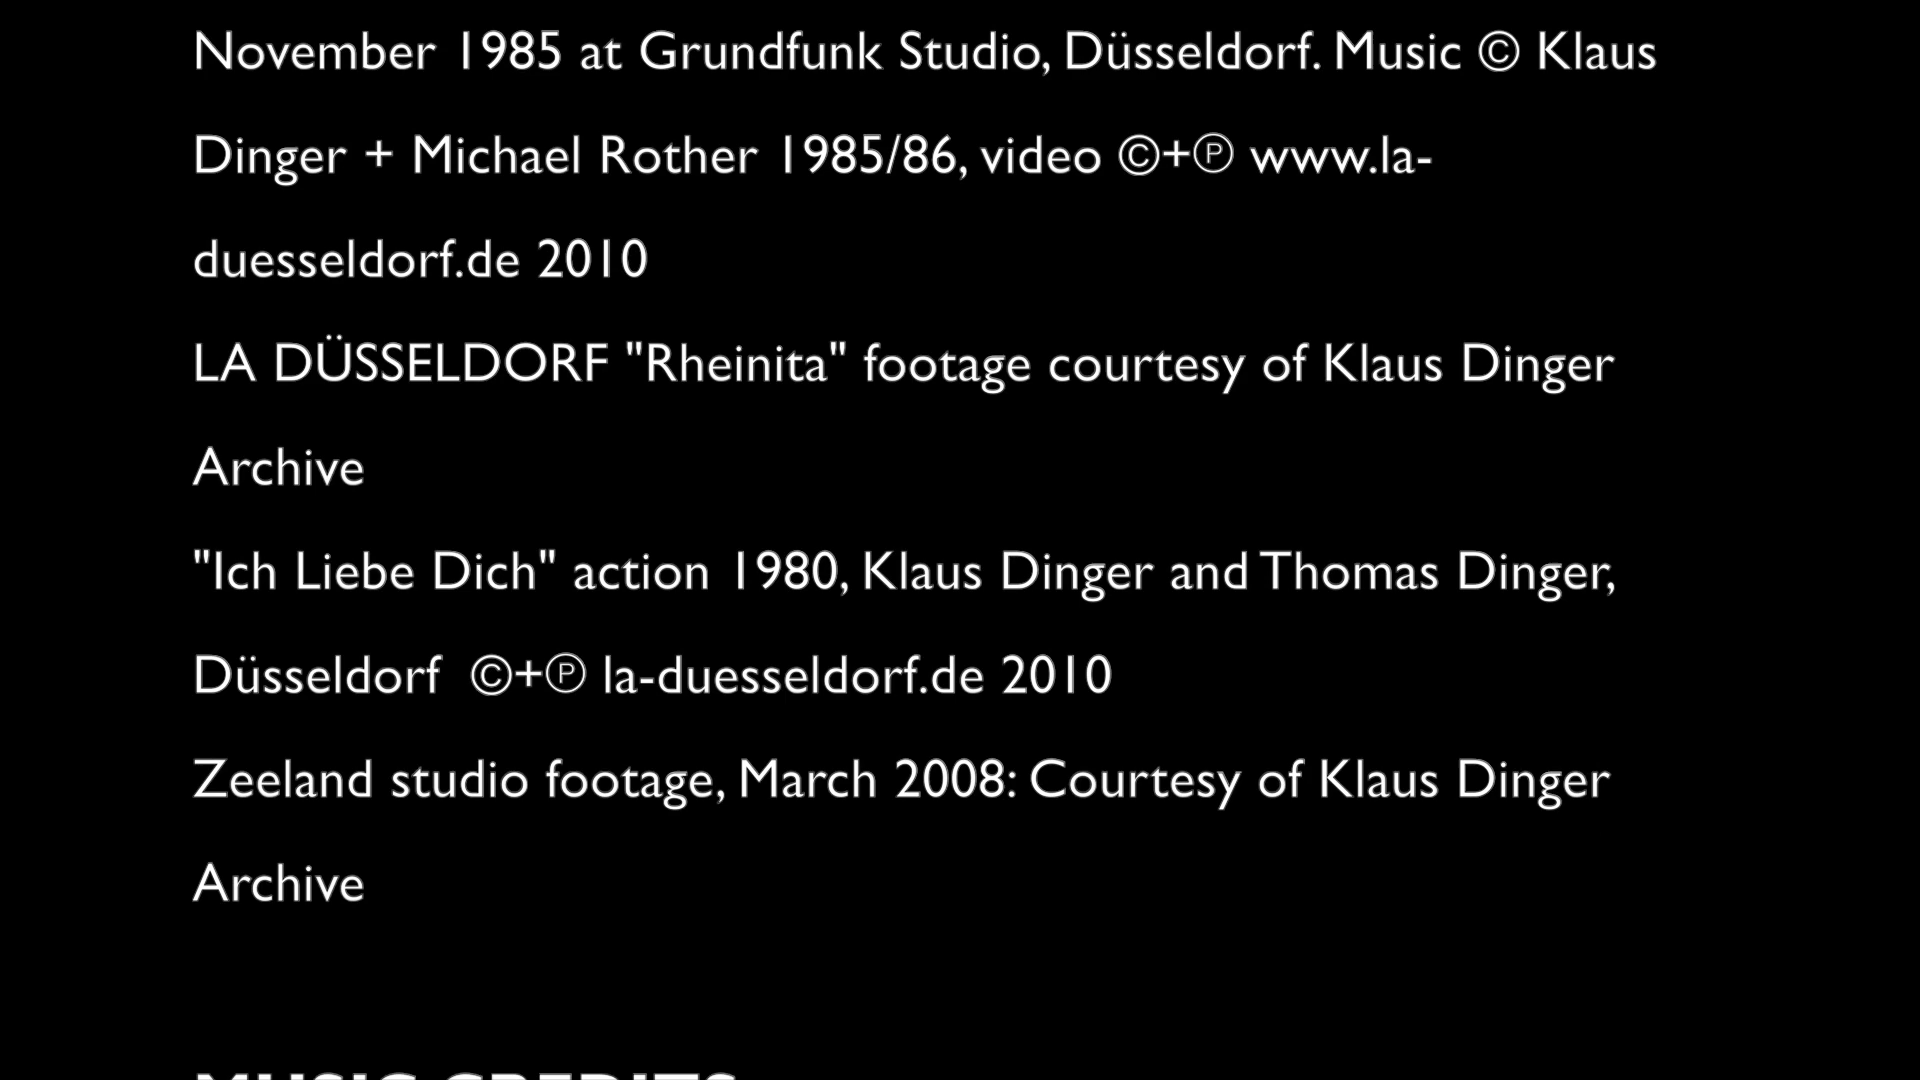 November 1985 at Grundfunk Studio, Düsseldorf. Music © Klaus
Dinger + Michael Rother 1985/86, video ©+℗ www.la-
duesseldorf.de 2010
LA DÜSSELDORF "Rheinita" footage courtesy of Klaus Dinger
Archive
"Ich Liebe Dich" action 1980, Klaus Dinger and Thomas Dinger,
Düsseldorf  ©+℗ la-duesseldorf.de 2010
Zeeland studio footage, March 2008: Courtesy of Klaus Dinger
Archive
MUSIC CREDITS